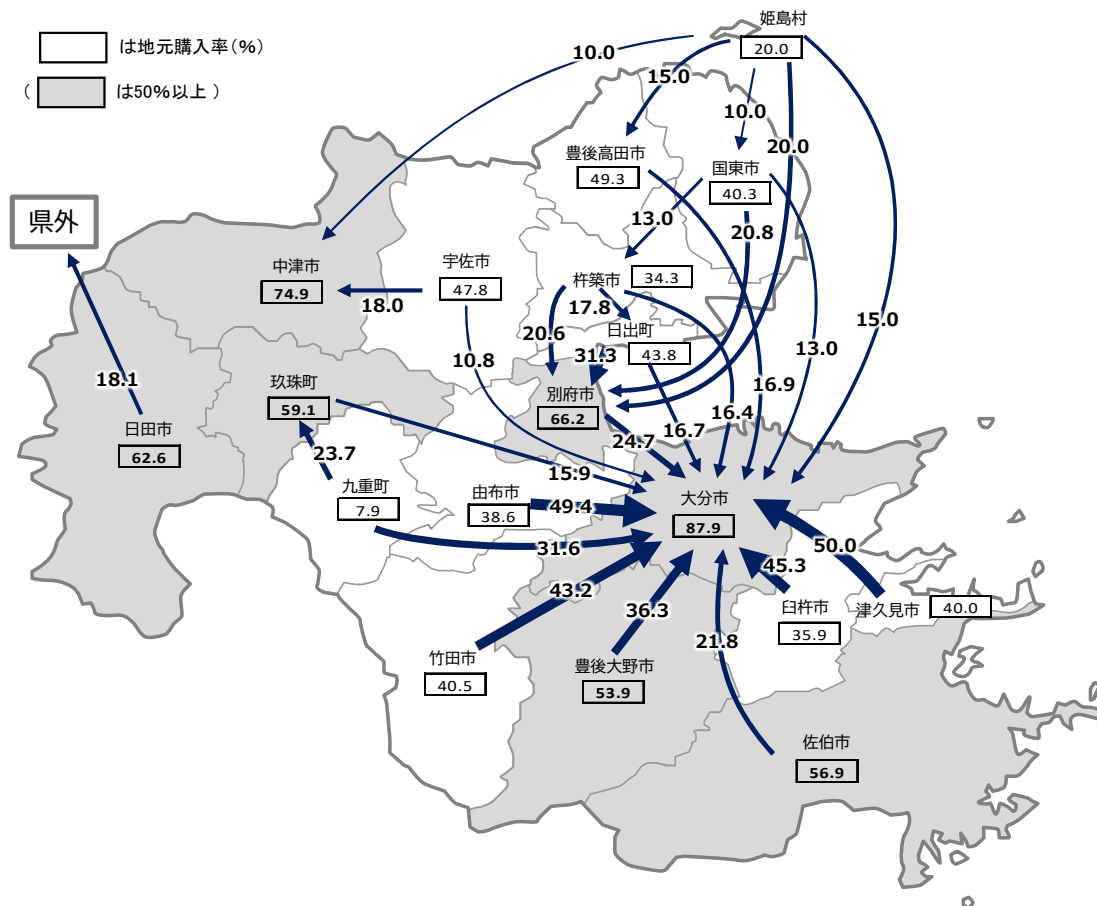 は地元購入率(%)
( は50%以上 )
姫島村
20.0
10.0
15.0
10.0
20.0
豊後高田市
49.3
国東市
40.3
県外
13.0
20.8
中津市
74.9
宇佐市
47.8
18.0
杵築市
34.3
17.8
20.6
日出町
43.8
31.3
15.0
13.0
10.8
18.1
玖珠町
59.1
別府市
66.2
16.9
16.4
16.7
24.7
日田市
62.6
23.7
15.9
九重町
7.9
由布市
38.6
49.4
大分市
87.9
31.6
50.0
45.3
43.2
36.3
臼杵市
35.9
津久見市
40.0
21.8
竹田市
40.5
豊後大野市
53.9
佐伯市
56.9